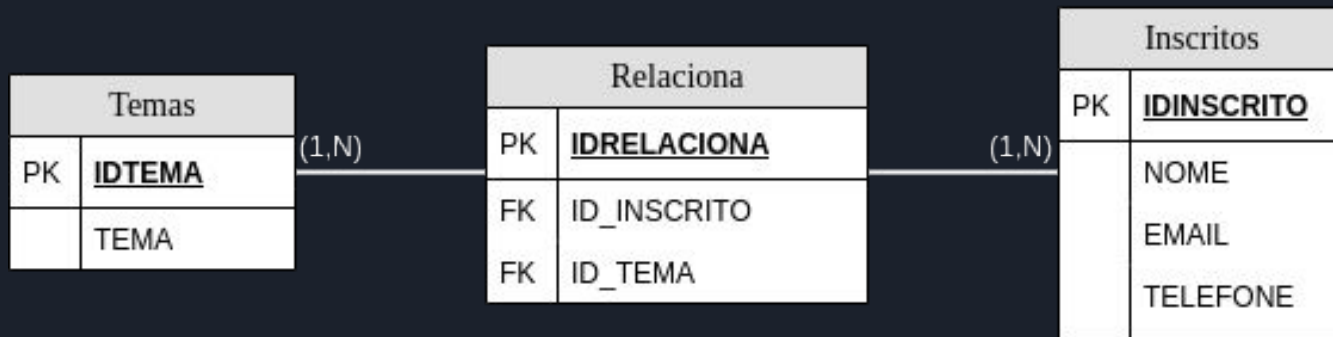 Temas
PK IDTEMA
TEMA
(1,N)
Relaciona
PK IDRELACIONA
FK ID_INSCRITO
FK ID_TEMA
(1,N)
Inscritos
PK IDINSCRITO
NOME
EMAIL
TELEFONE